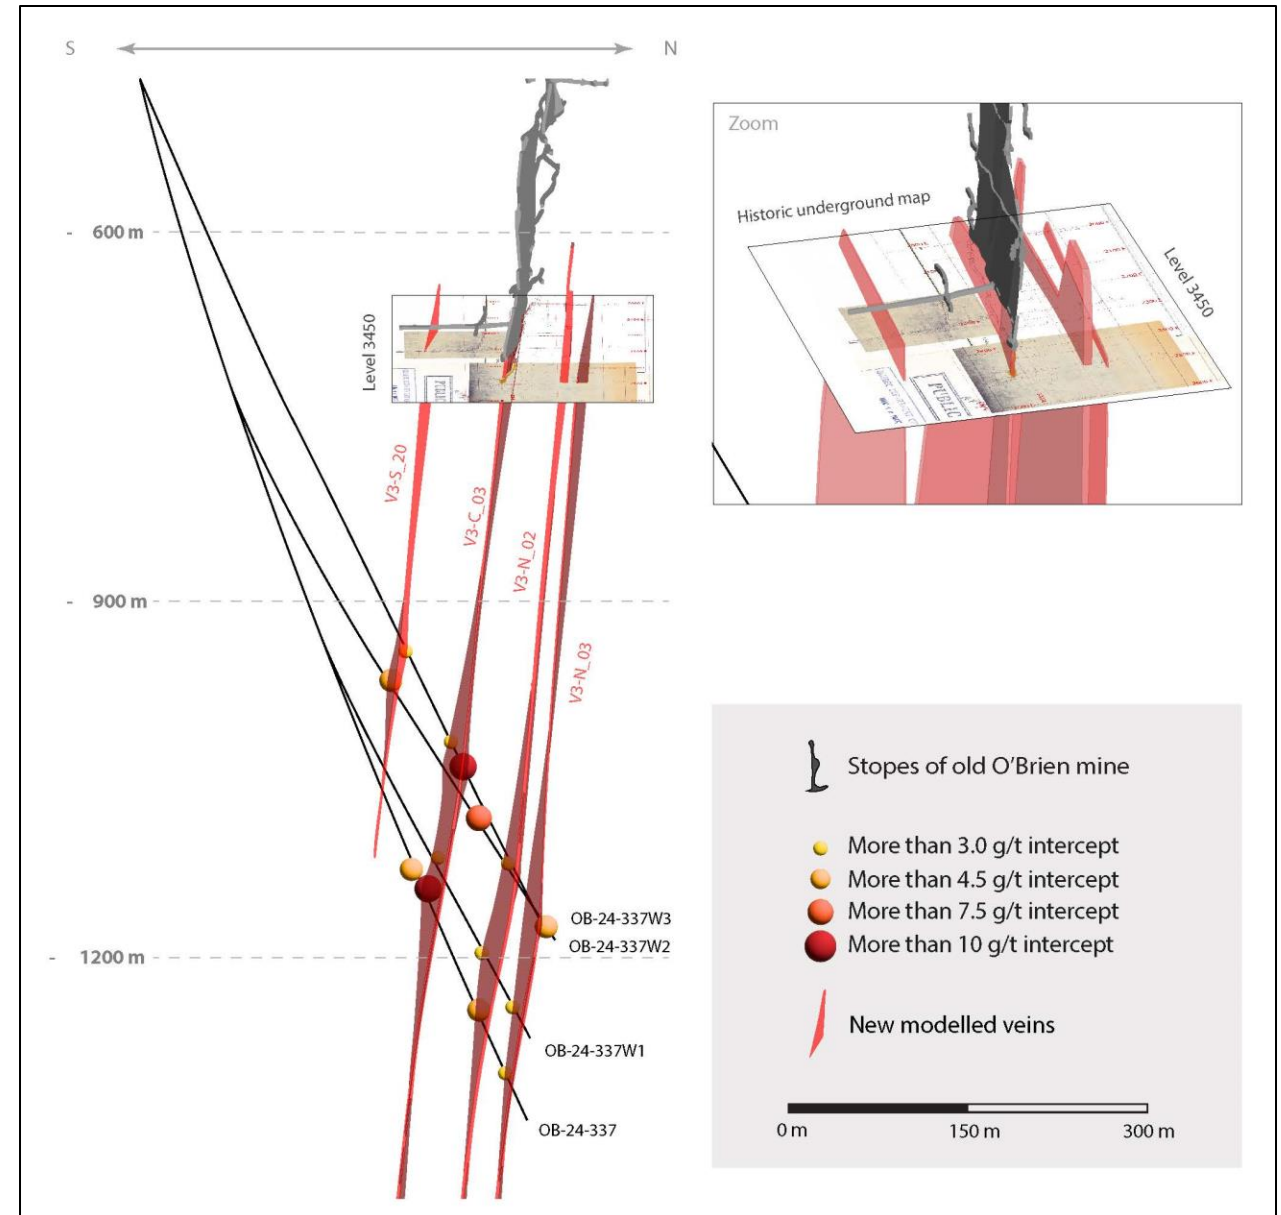 S
N
- 600 m
Level 3450
V3-S_20
V3-C_03
V3-N_02
- 900 m
V3-N_03
OB-24-337W3
OB-24-337W2
- 1200 m
OB-24-337W1
OB-24-337
Zoom
Historic underground map
Level 3450
PUBLIC
Stopes of old O'Brien mine
More than 3.0 g/t intercept
More than 4.5 g/t intercept
More than 7.5 g/t intercept
More than 10 g/t intercept
New modelled veins
0 m
150 m
300 m